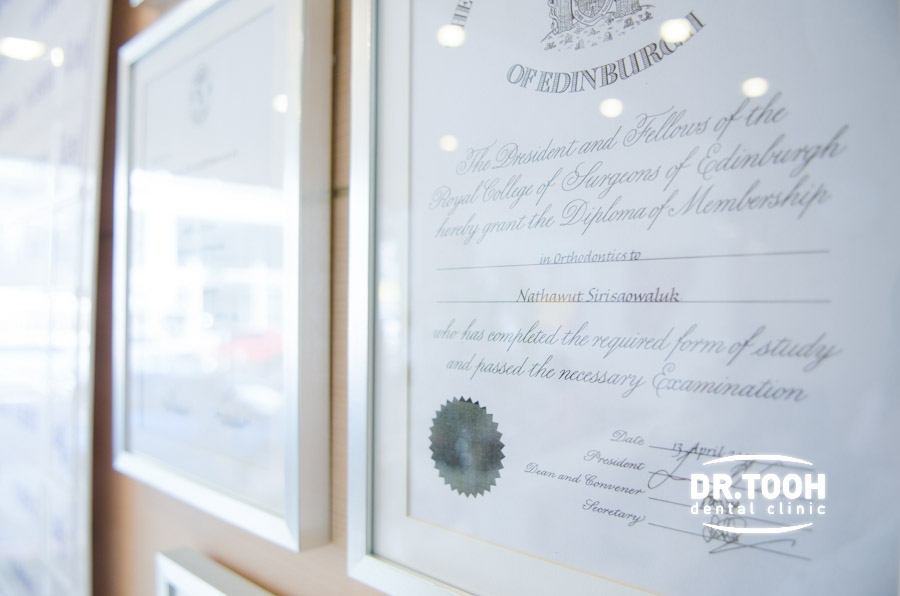 THE
OF EDINBURGH
The President and Fellows of the
Royal College of Surgeons of Edinburgh
hereby grant the Diploma of Membership
in Orthodontics to
Nathawut Sirisaowaluk
who has completed the required form of study
and passed the necessary Examination
Date 13 April
President
Dean and Convener
Secretary
DR.TOOH
dental clinic